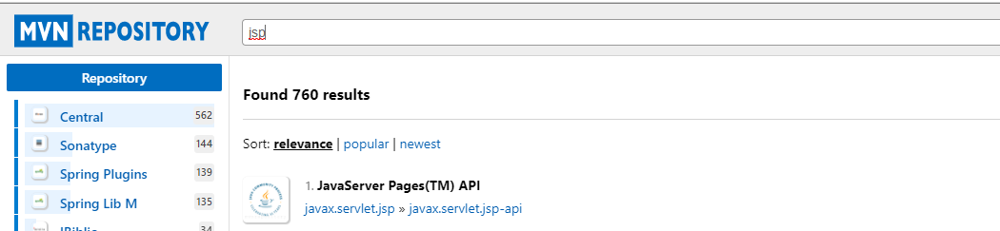 MVN REPOSITORY
jsp
Repository
Found 760 results
Central 562
Sonatype 144
Sort: relevance | popular | newest
Spring Plugins 139
1. JavaServer Pages(TM) API
Spring Lib M 135
javax.servlet.jsp » javax.servlet.jsp-api
JBiblio 34